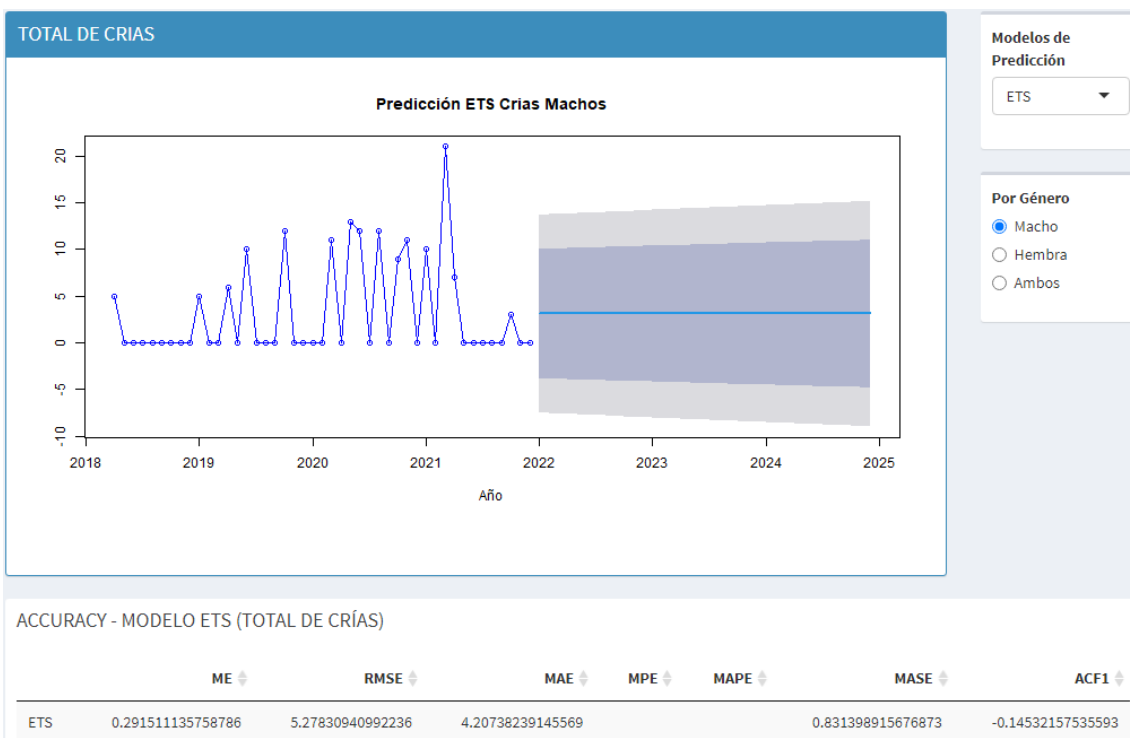 TOTAL DE CRIAS
Predicción ETS Crias Machos
20
15
10
5
0
-5
-10
2018 2019 2020 2021 2022 2023 2024 2025
Año
Modelos de
Predicción
ETS
Por Género
Macho
Hembra
Ambos
ACCURACY - MODELO ETS (TOTAL DE CRÍAS)
ME RMSE MAE MPE MAPE MASE ACF1
ETS 0.291511135758786 5.27830940992236 4.20738239145569 0.831398915676873 -0.14532157535593